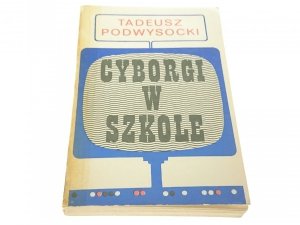 TADEUSZ
PODWYSOCKI
CYBORGI
W
SZKOLE